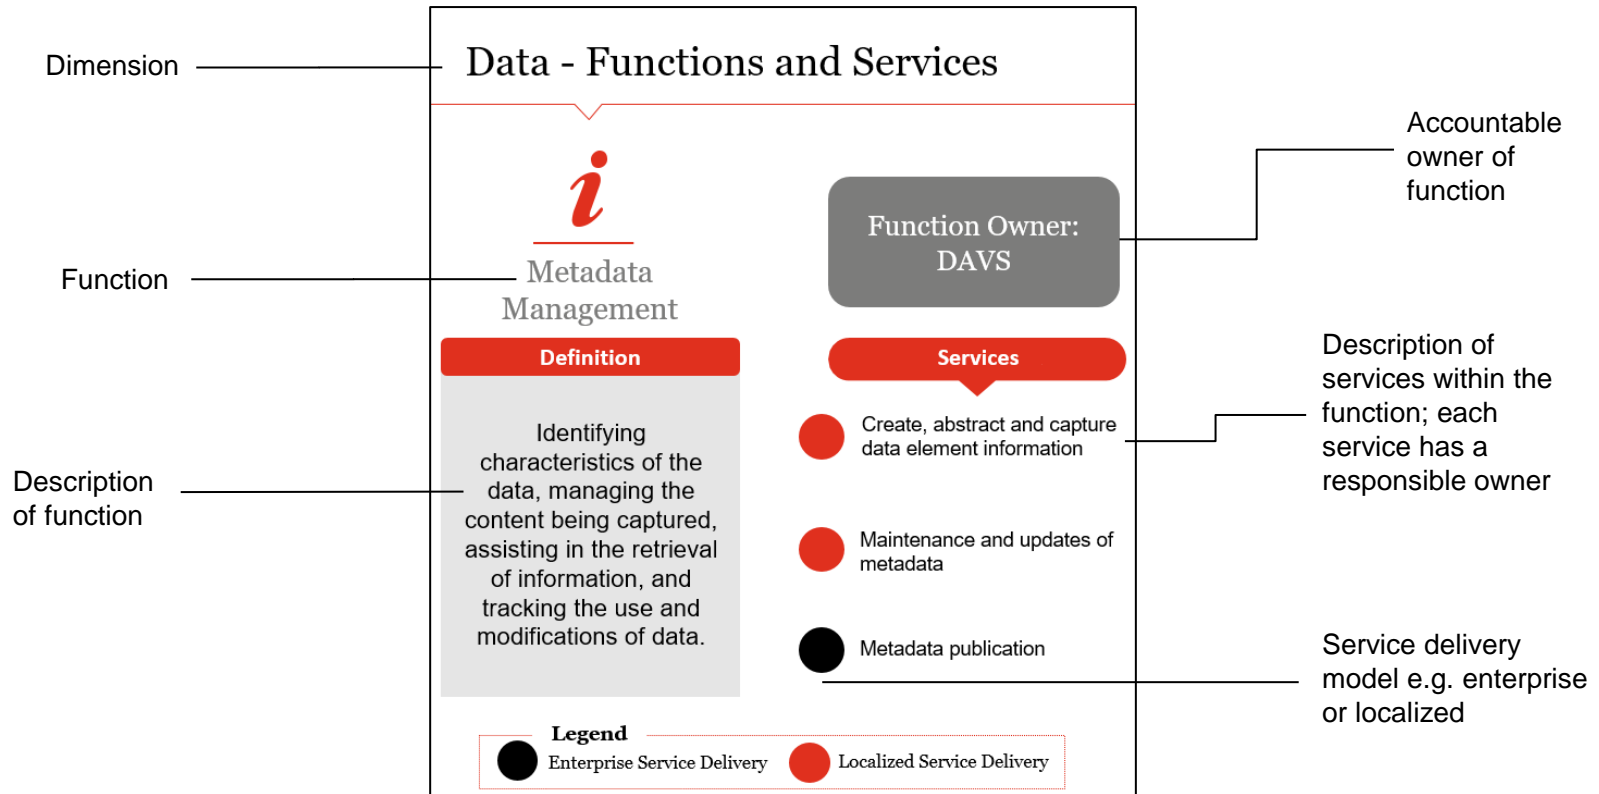 Data - Functions and Services
Dimension
Accountable
owner of
function
i
Function Owner:
DAVS
Function
Metadata
Management
Definition
Services
Description of
services within the
function; each
service has a
responsible owner
Identifying
characteristics of the
data, managing the
content being captured,
assisting in the retrieval
of information, and
tracking the use and
modifications of data.
Create, abstract and capture
data element information
Description
of function
Maintenance and updates of
metadata
Metadata publication
Service delivery
model e.g. enterprise
or localized
Legend
Enterprise Service Delivery
Localized Service Delivery